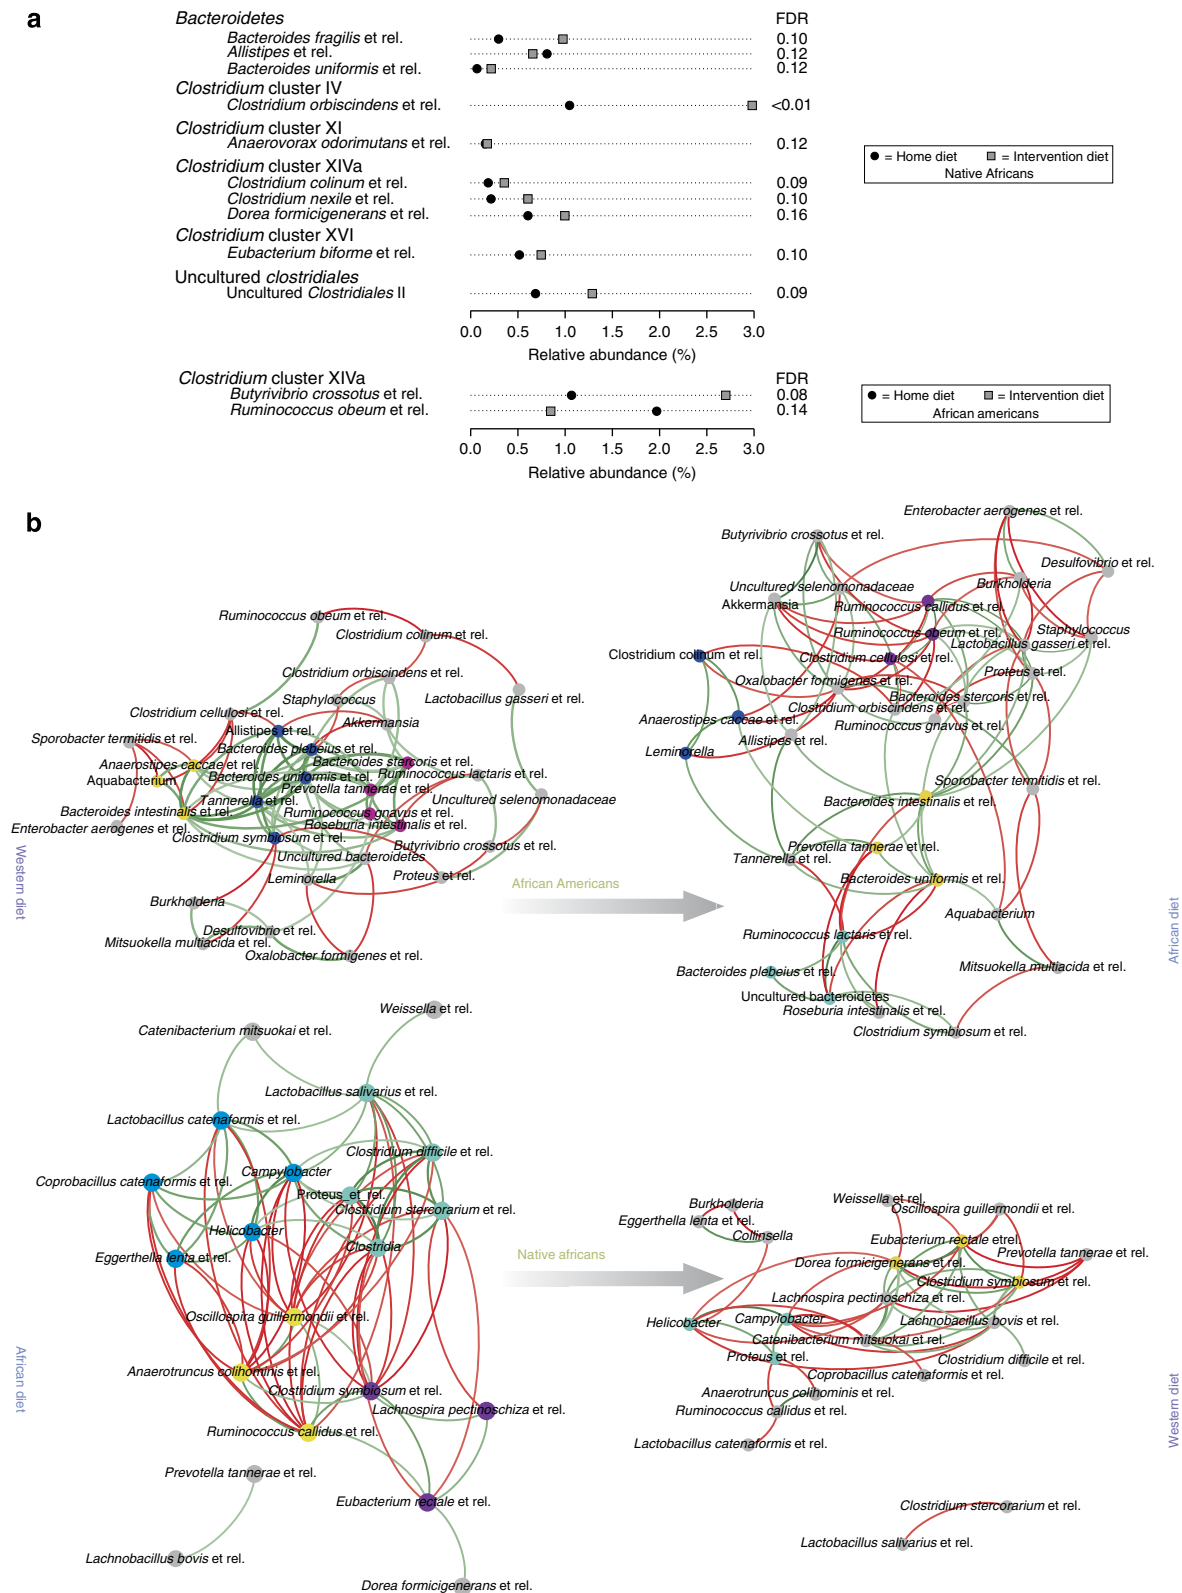 a
Bacteroidetes
FDR
Bacteroides fragilis et rel.
0.10
Allistipes et rel.
0.12
Bacteroides uniformis et rel.
0.12
Clostridium cluster IV
Clostridium orbiscindens et rel.
<0.01
Clostridium cluster XI
Anaerovorax odorimutans et rel.
0.12
Clostridium cluster XIVa
Clostridium colinum et rel.
0.09
Clostridium nexile et rel.
0.10
Dorea formicigenerans et rel.
0.16
Clostridium cluster XVI
Eubacterium biforme et rel.
0.10
Uncultured clostridiales
Uncultured Clostridiales II
0.09
= Home diet = Intervention diet
Native Africans
0.0 0.5 1.0 1.5 2.0 2.5 3.0
Relative abundance (%)
Clostridium cluster XIVa
FDR
Butyrivibrio crossotus et rel.
0.08
Ruminococcus obeum et rel.
0.14
= Home diet = Intervention diet
African americans
0.0 0.5 1.0 1.5 2.0 2.5 3.0
Relative abundance (%)
b
Ruminococcus obeum et rel.
Clostridium colinum et rel.
Clostridium orbiscindens et rel.
Lactobacillus gasseri et rel.
Staphylococcus
Clostridium cellulosi et rel.
Akkermansia
Allistipes et rel.
Sporobacter termitidis et rel.
Bacteroides plebeius et rel.
Anaerostipes caccae et rel.
Bacteroides stercoris et rel.
Aquabacterium
Bacteroides uniformis et rel.
Ruminococcus lactaris et rel.
Prevotella tannerae et rel.
Tannerella et rel.
Uncultured selenomonadaceae
Bacteroides intestinalis et rel.
Ruminococcus gnavus et rel.
Enterobacter aerogenes et rel.
Roseburia intestinalis et rel.
Clostridium symbiosum et rel.
Butyrivibrio crossotus et rel.
Uncultured bacteroidetes
Leminorella
Proteus et rel.
Burkholderia
Desulfovibrio et rel.
Mitsuokella multiacida et rel.
Oxalobacter formigenes et rel.
Western diet
African Americans
Enterobacter aerogenes et rel.
Butyrivibrio crossotus et rel.
Desulfovibrio et rel.
Uncultured selenomonadaceae
Burkholderia
Akkermansia
Ruminococcus callidus et rel.
Ruminococcus obeum et rel.
Staphylococcus
Lactobacillus gasseri et rel.
Clostridium colinum et rel.
Clostridium cellulosi et rel.
Proteus et rel.
Oxalobacter formigenes et rel.
Bacteroides stercoris et rel.
Clostridium orbiscindens et rel.
Anaerostipes caccae et rel.
Ruminococcus gnavus et rel.
Allistipes et rel.
Leminorella
Sporobacter termitidis et rel.
Bacteroides intestinalis et rel.
Prevotella tannerae et rel.
Tannerella et rel.
Bacteroides uniformis et rel.
Aquabacterium
Ruminococcus lactaris et rel.
Bacteroides plebeius et rel.
Mitsuokella multiacida et rel.
Uncultured bacteroidetes
Roseburia intestinalis et rel.
Clostridium symbiosum et rel.
African diet
Weissella et rel.
Catenibacterium mitsuokai et rel.
Lactobacillus salivarius et rel.
Lactobacillus catenaformis et rel.
Clostridium difficile et rel.
Campylobacter
Coprobacillus catenaformis et rel.
Proteus et rel.
Clostridium stercorarium et rel.
Helicobacter
Clostridia
Eggerthella lenta et rel.
Oscillospira guillermondii et rel.
Anaerotruncus colihominis et rel.
Clostridium symbiosum et rel.
Lachnospira pectinoschiza et rel.
Ruminococcus callidus et rel.
Prevotella tannerae et rel.
Eubacterium rectale et rel.
Lachnobacillus bovis et rel.
Dorea formicigenerans et rel.
African diet
Native africans
Burkholderia
Weissella et rel.
Oscillospira guillermondii et rel.
Eggerthella lenta et rel.
Collinsella
Eubacterium rectale etrel.
Prevotella tannerae et rel.
Dorea formicigenerans et rel.
Clostridium symbiosum et rel.
Lachnospira pectinoschiza et rel.
Helicobacter
Campylobacter
Lachnobacillus bovis et rel.
Catenibacterium mitsuokai et rel.
Proteus et rel.
Clostridium difficile et rel.
Coprobacillus catenaformis et rel.
Anaerotruncus colihominis et rel.
Ruminococcus callidus et rel.
Lactobacillus catenaformis et rel.
Clostridium stercorarium et rel.
Lactobacillus salivarius et rel.
Western diet